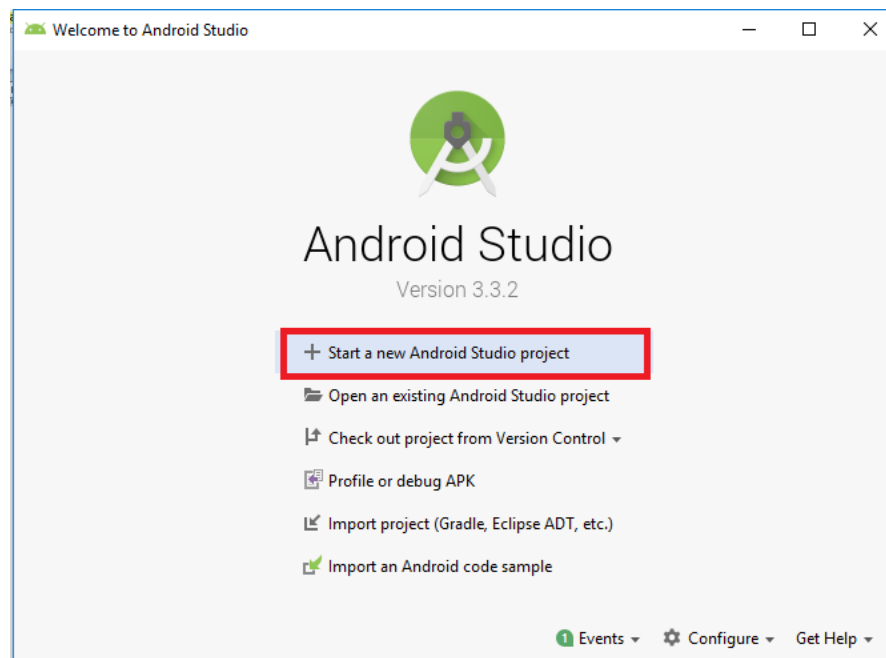 Welcome to Android Studio
Android Studio
Version 3.3.2
Start a new Android Studio project
Open an existing Android Studio project
Check out project from Version Control
Profile or debug APK
Import project (Gradle, Eclipse ADT, etc.)
Import an Android code sample
1 Events Configure Get Help